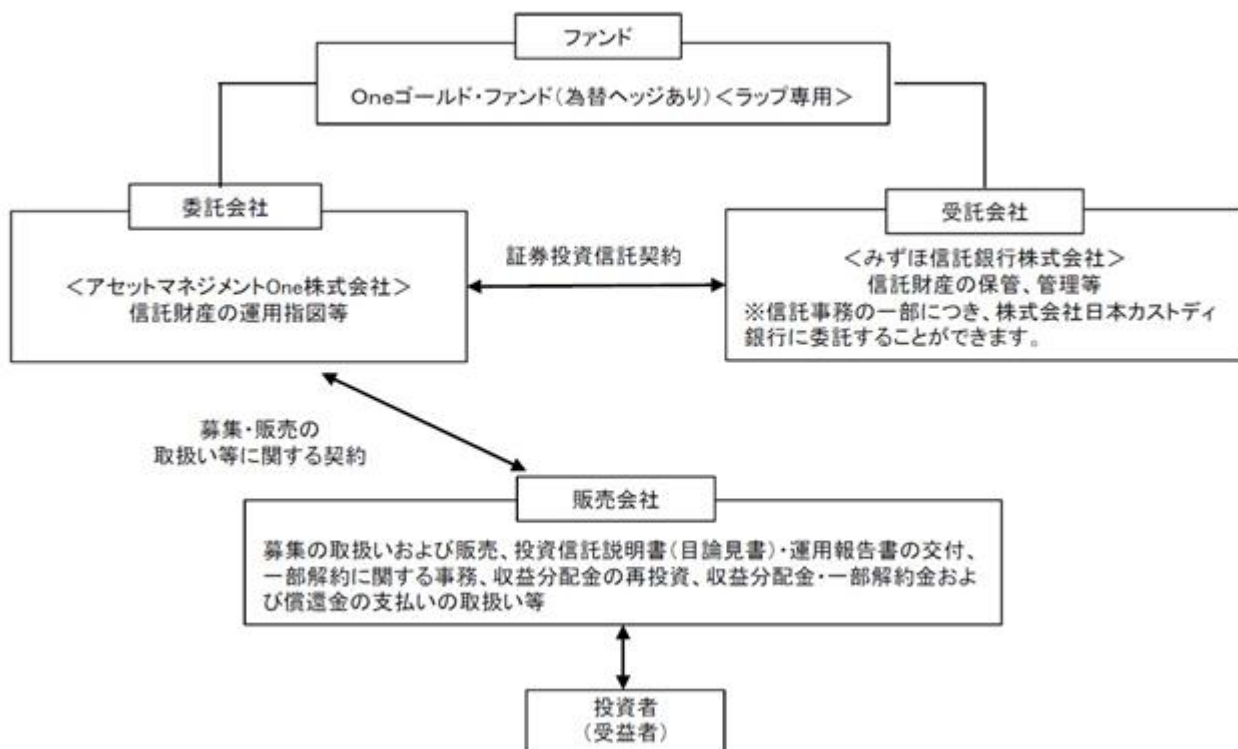 ファンド
Oneゴールド・ファンド(為替ヘッジあり)<ラップ専用>
委託会社
<アセットマネジメントOne株式会社>
信託財産の運用指図等
証券投資信託契約
受託会社
<みずほ信託銀行株式会社>
信託財産の保管、管理等
※信託事務の一部につき、株式会社日本カストディ
銀行に委託することができます。
募集・販売の
取扱い等に関する契約
販売会社
募集の取扱いおよび販売、投資信託説明書(目論見書)・運用報告書の交付、
一部解約に関する事務、収益分配金の再投資、収益分配金・一部解約金およ
び償還金の支払いの取扱い等
投資者
(受益者)